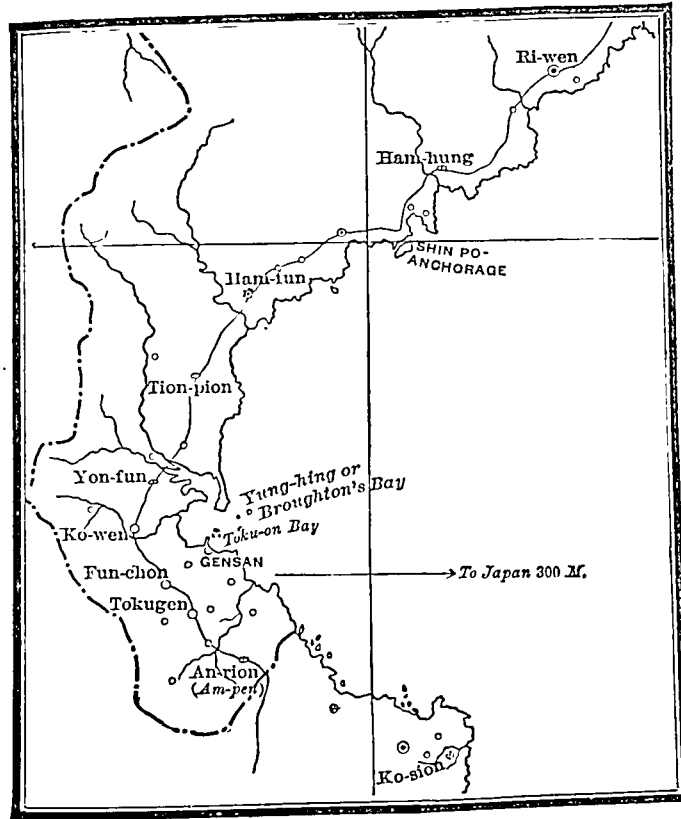 Ri-wen
Ham-hung
SHIN PO-
ANCHORAGE
Ham-iun
Tion-pion
Yung-hing or
Broughton's Bay
Yon-fun
Toku-on Bay
Ko-wen
GENSAN
Fun-chon
To Japan 300 M.
Tokugen
An-rion
(Am-pen)
Ko-sion